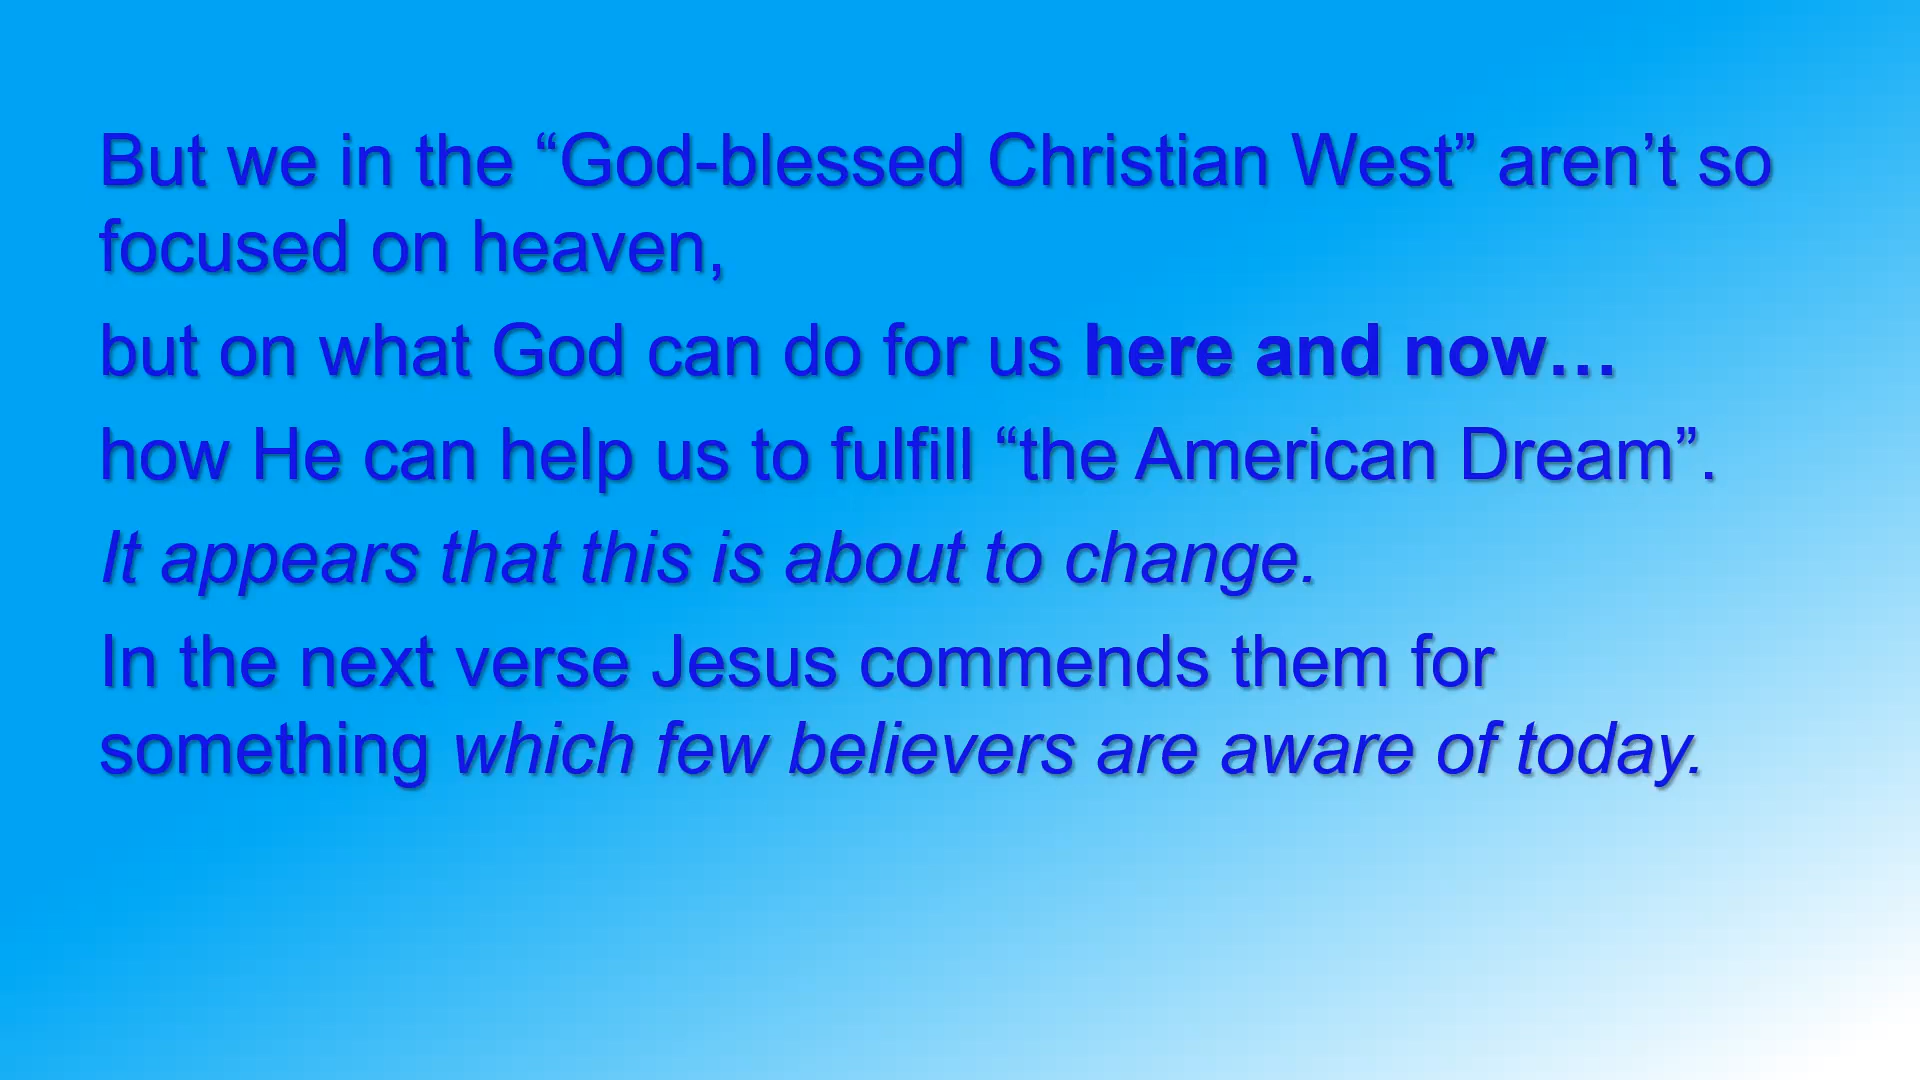 But we in the “God-blessed Christian West” aren’t so
focused on heaven,
but on what God can do for us here and now…
how He can help us to fulfill “the American Dream”.
It appears that this is about to change.
In the next verse Jesus commends them for
something which few believers are aware of today.